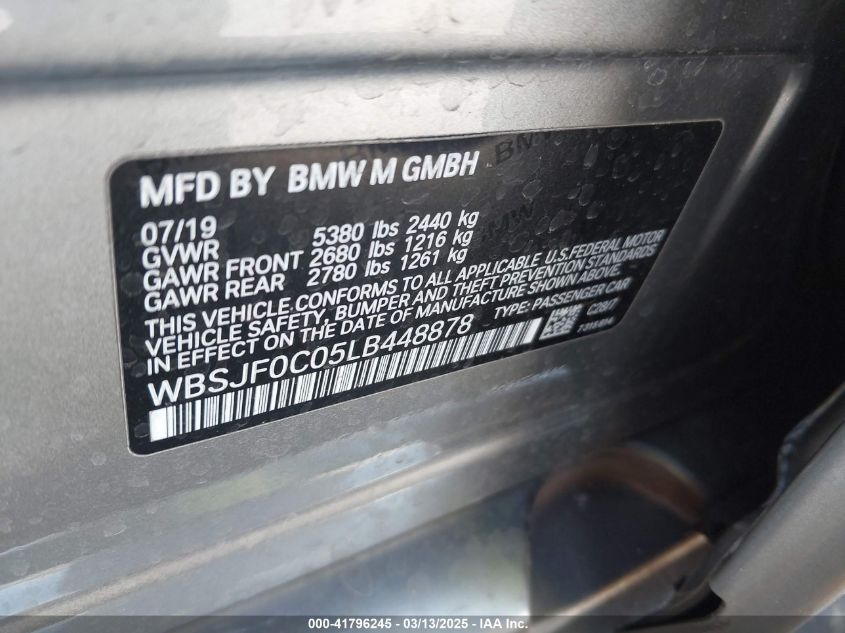 MFD BY BMW M GMBH
07/19
GVWR 5380 lbs 2440 kg
GAWR FRONT 2680 lbs 1216 kg
GAWR REAR 2780 lbs 1261 kg
THIS VEHICLE CONFORMS TO ALL APPLICABLE U.S.FEDERAL MOTOR
VEHICLE SAFETY, BUMPER AND THEFT PREVENTION STANDARDS
IN EFFECT ON THE DATE OF MANUFACTURE SHOWN ABOVE.
WBSJF0C05LB448878 TYPE: PASSENGER CAR
BMW
BMW
000-41796245 - 03/13/2025 - IAA, Inc.